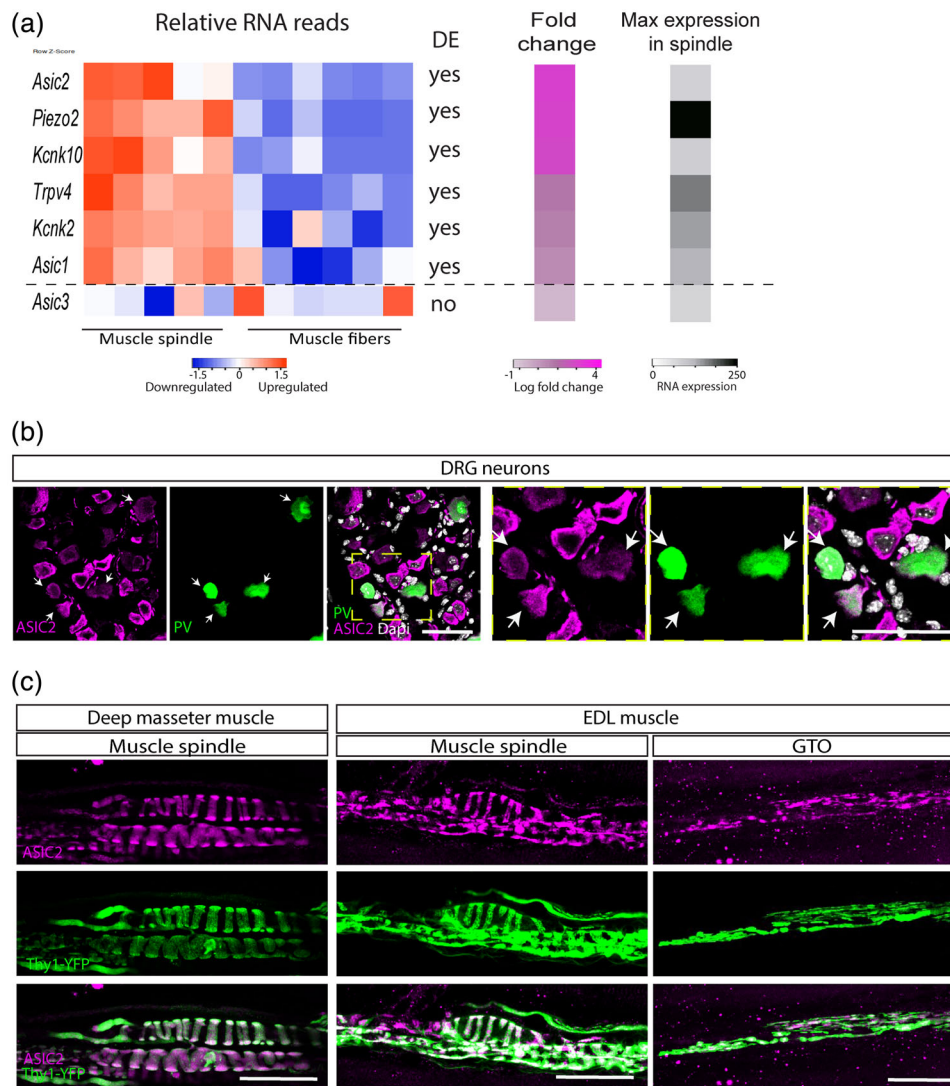 (a)
Relative RNA reads
DE
Fold change
Max expression in spindle
Row Z-Score
Asic2
yes
Piezo2
yes
Kcnk10
yes
Trpv4
yes
Kcnk2
yes
Asic1
yes
Asic3
no
Muscle spindle
Muscle fibers
-1.5
0
1.5
Downregulated
Upregulated
-1
4
Log fold change
0
250
RNA expression
(b)
DRG neurons
ASIC2
PV
PV
ASIC2 Dapi
(c)
Deep masseter muscle
EDL muscle
Muscle spindle
Muscle spindle
GTO
ASIC2
Thy1-YFP
ASIC2
Thy1-YFP